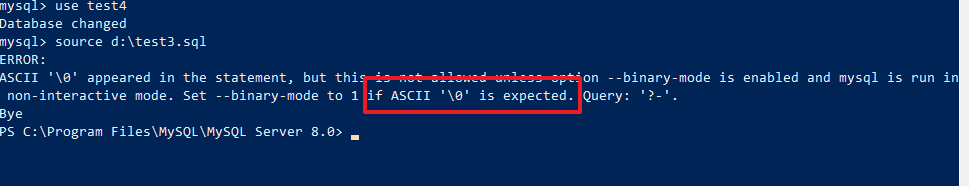 mysql> use test4
Database changed
mysql> source d:\test3.sql
ERROR:
ASCII '\0' appeared in the statement, but this is not allowed unless option --binary-mode is enabled and mysql is run in
non-interactive mode. Set --binary-mode to 1 if ASCII '\0' is expected. Query: '?-'.
Bye
PS C:\Program Files\MySQL\MySQL Server 8.0>